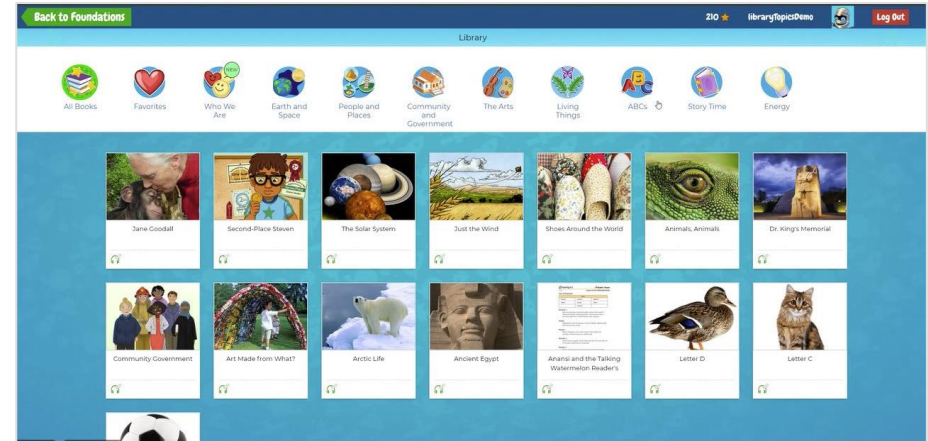 Back to Foundations
210
libraryTopicsDemo
Log Out
Library
NEW
All Books
Favorites
Who We
Are
Earth and
Space
People and
Places
Community
and
Government
The Arts
Living
Things
ABCs
Story Time
Energy
Jane Goodall
Second-Place Steven
The Solar System
Just the Wind
Shoes Around the World
Animals, Animals
Dr. King's Memorial
Community Government
Art Made from What?
Arctic Life
Ancient Egypt
Anansi and the Talking
Watermelon Reader's
Letter D
Letter C